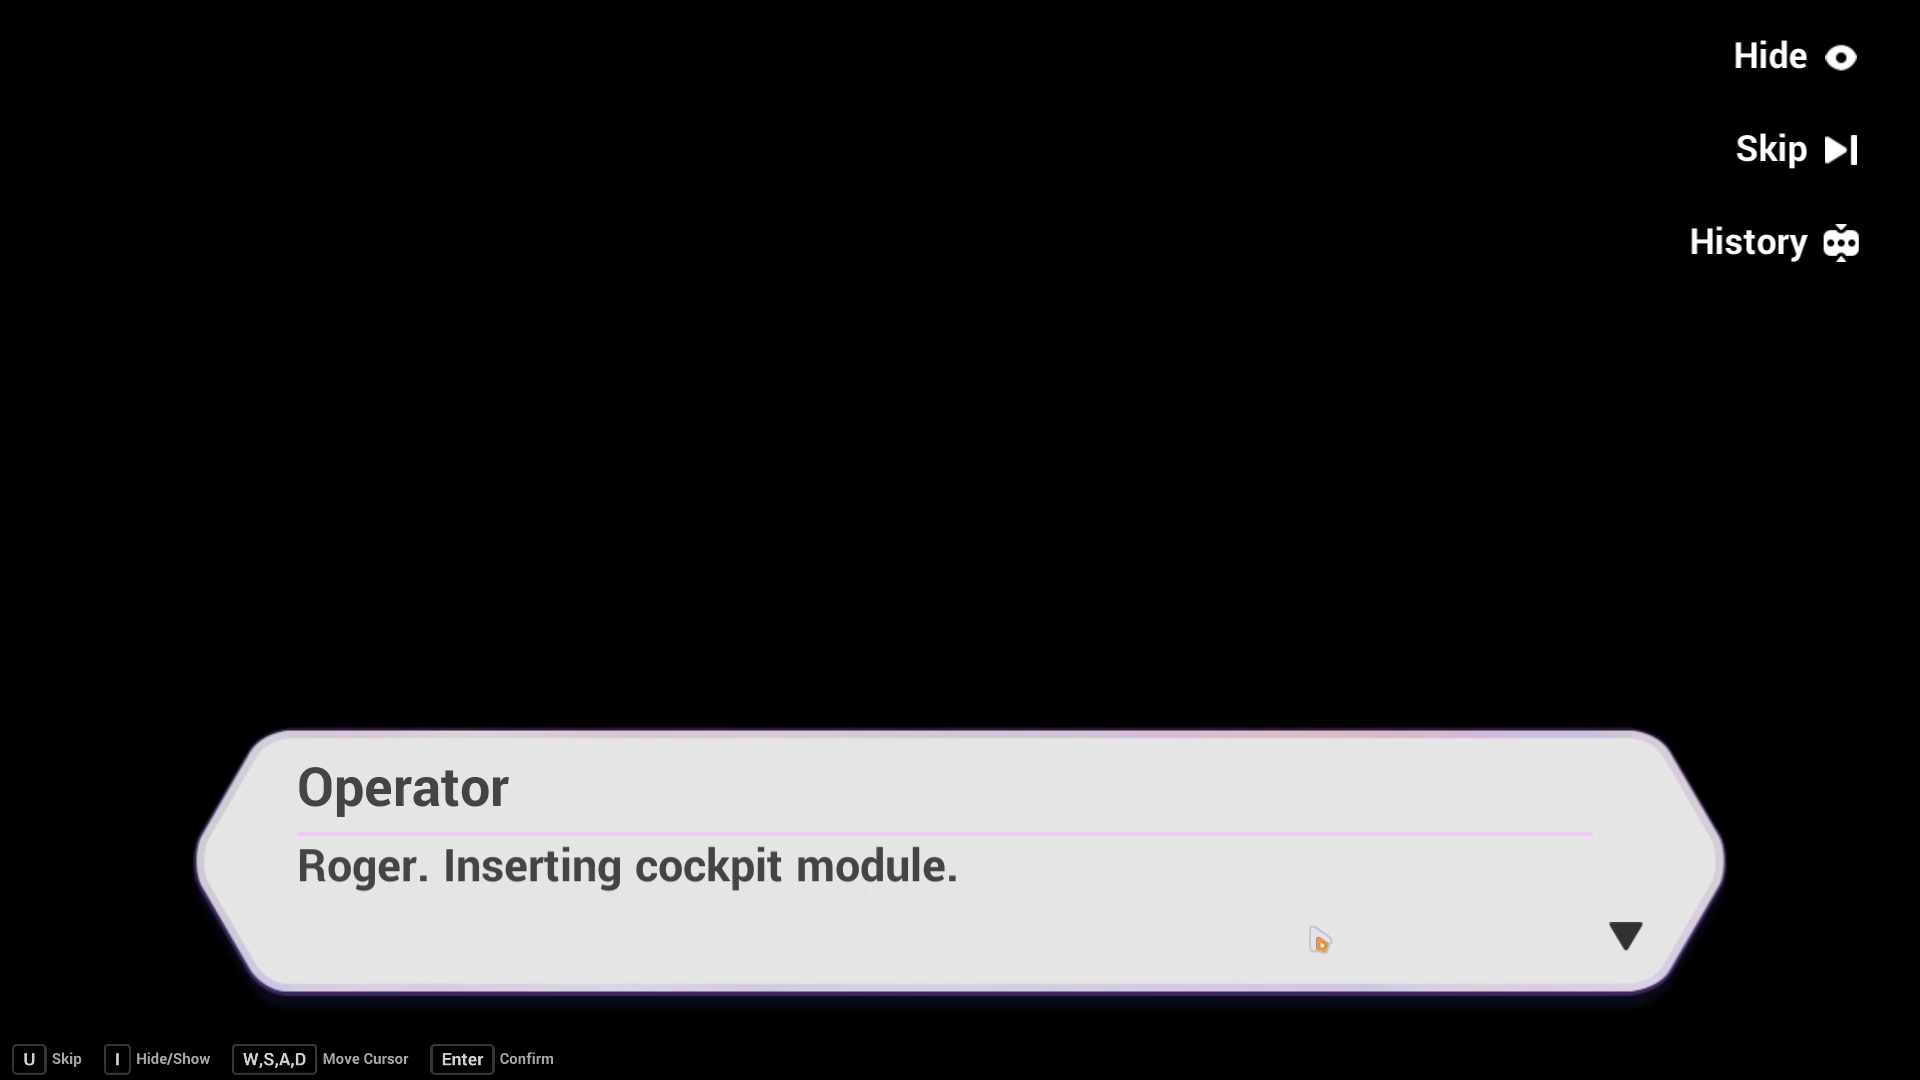 Hide
Skip
History
Operator
Roger. Inserting cockpit module.
U Skip I Hide/Show W,S,A,D Move Cursor Enter Confirm